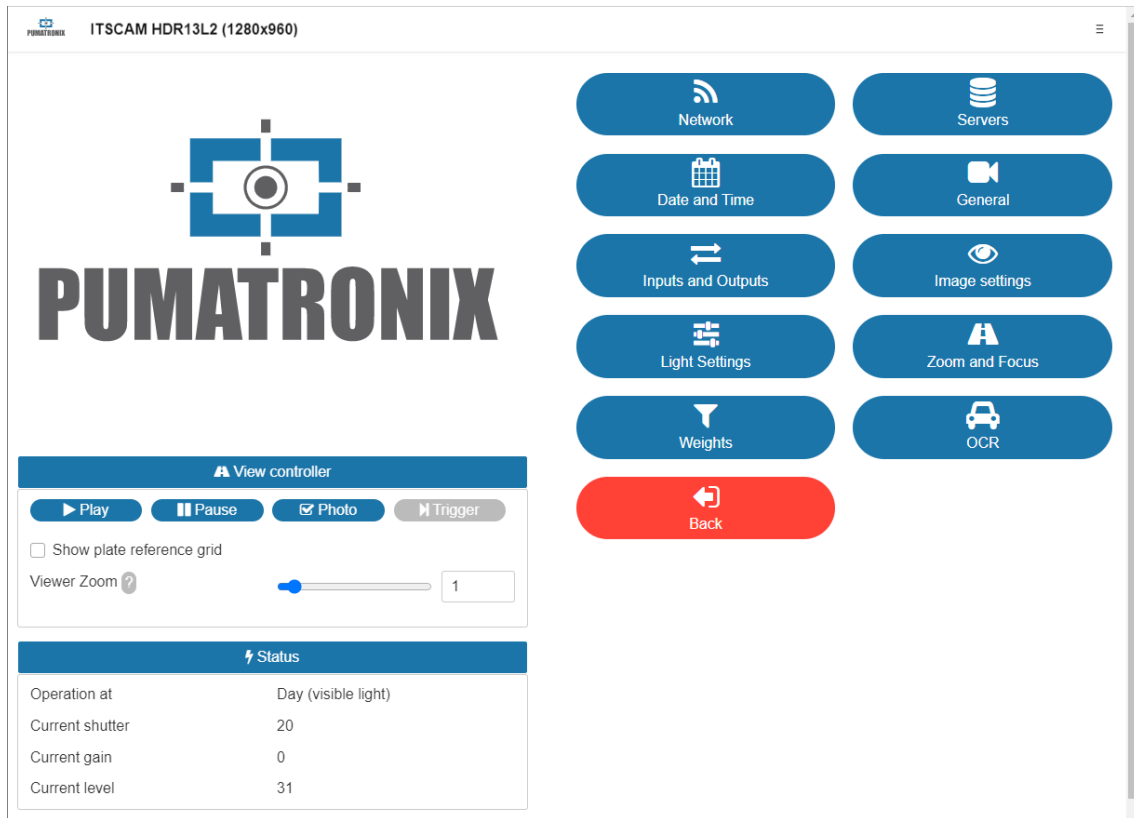 PUMATRONIX
ITSCAM HDR13L2 (1280x960)
PUMATRONIX
View controller
Play
Pause
Photo
Trigger
Show plate reference grid
Viewer Zoom ?
1
Status
Operation at Day (visible light)
Current shutter 20
Current gain 0
Current level 31
Network
Servers
Date and Time
General
Inputs and Outputs
Image settings
Light Settings
Zoom and Focus
Weights
OCR
Back